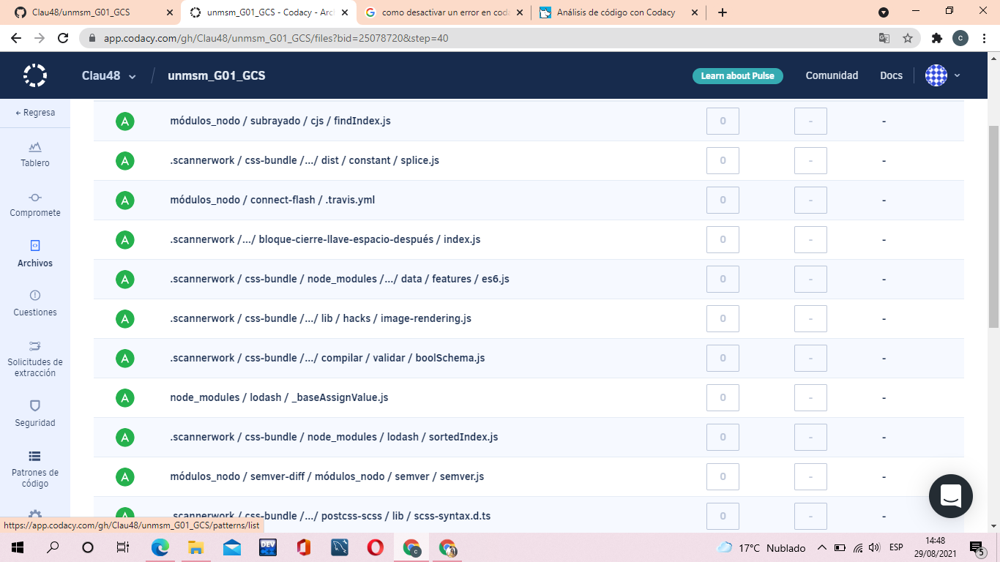 Clau48/unmsm_G01_GCS
unmsm_G01_GCS - Codacy - Arc
como desactivar un error en coda
Análisis de código con Codacy
app.codacy.com/gh/Clau48/unmsm_G01_GCS/files?bid=25078720&step=40
c
Clau48 / unmsm_G01_GCS
Learn about Pulse
Comunidad
Docs
← Regresa
Tablero
Compromete
Archivos
Cuestiones
Solicitudes de
extracción
Seguridad
Patrones de
código
A módulos_nodo / subrayado / cjs / findIndex.js 0 - -
A .scannerwork / css-bundle /.../ dist / constant / splice.js 0 - -
A módulos_nodo / connect-flash / .travis.yml 0 - -
A .scannerwork /.../ bloque-cierre-llave-espacio-después / index.js 0 - -
A .scannerwork / css-bundle / node_modules /.../ data / features / es6.js 0 - -
A .scannerwork / css-bundle /.../ lib / hacks / image-rendering.js 0 - -
A .scannerwork / css-bundle /.../ compilar / validar / boolSchema.js 0 - -
A node_modules / lodash / _baseAssignValue.js 0 - -
A .scannerwork / css-bundle / node_modules / lodash / sortedIndex.js 0 - -
A módulos_nodo / semver-diff / módulos_nodo / semver / semver.js 0 - -
A .scannerwork / css-bundle /.../ postcss-scss / lib / scss-syntax.d.ts 0 - -
https://app.codacy.com/gh/Clau48/unmsm_G01_GCS/patterns/list
DEV
c
17°C Nublado
ESP
14:48
29/08/2021
5